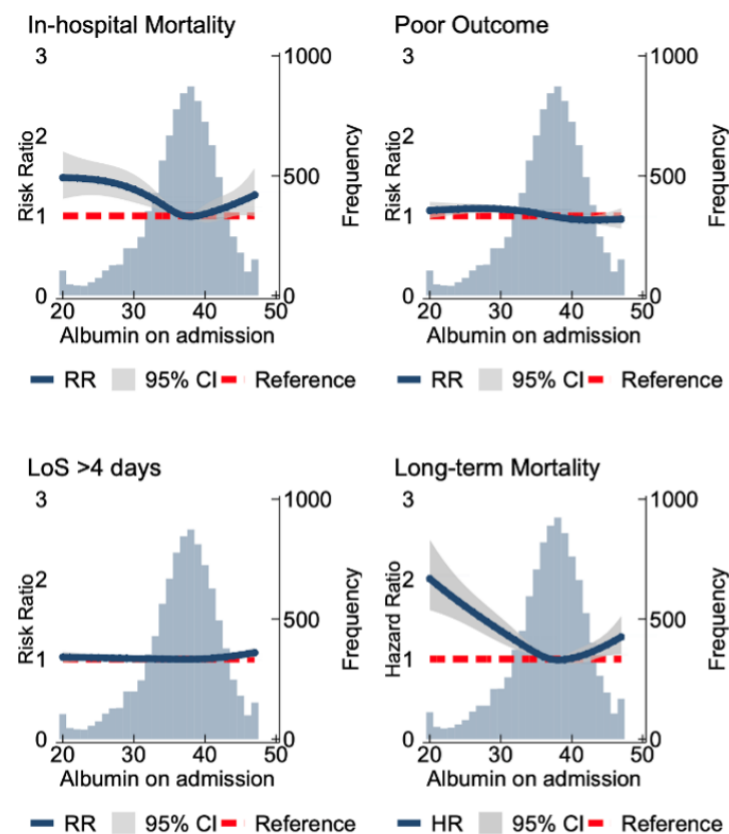 In-hospital Mortality
3
2
1
0
Risk Ratio
1000
500
0
Frequency
20 30 40 50
Albumin on admission
RR 95% CI Reference
Poor Outcome
3
2
1
0
Risk Ratio
1000
500
0
Frequency
20 30 40 50
Albumin on admission
RR 95% CI Reference
LoS >4 days
3
2
1
0
Risk Ratio
1000
500
0
Frequency
20 30 40 50
Albumin on admission
RR 95% CI Reference
Long-term Mortality
3
2
1
0
Hazard Ratio
1000
500
0
Frequency
20 30 40 50
Albumin on admission
HR 95% CI Reference